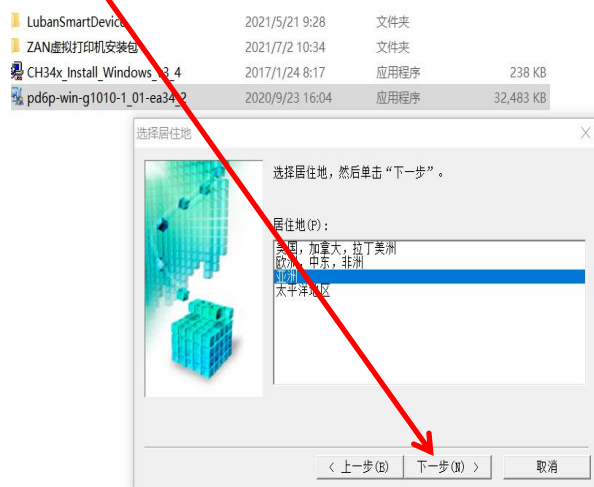 LubanSmartDevice 2021/5/21 9:28 文件夹
ZAN虚拟打印机安装包 2021/7/2 10:34 文件夹
CH34x_Install_Windows_v3_4 2017/1/24 8:17 应用程序 238 KB
pd6p-win-g1010-1_01-ea34_2 2020/9/23 16:04 应用程序 32,483 KB
选择居住地
选择居住地，然后单击“下一步”。
居住地(P)：
美国，加拿大，拉丁美洲
欧洲，中东，非洲
亚洲
太平洋地区
< 上一步(B) 下一步(N) > 取消